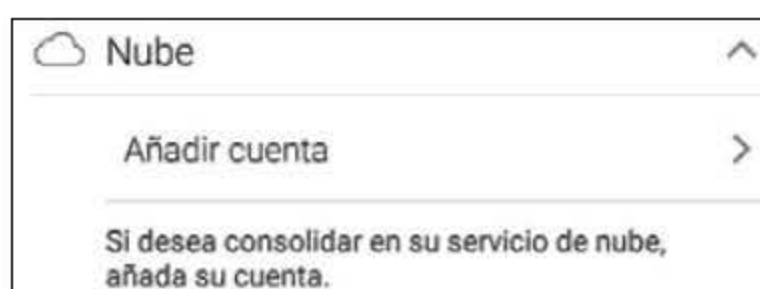 Nube
Añadir cuenta
Si desea consolidar en su servicio de nube,
añada su cuenta.